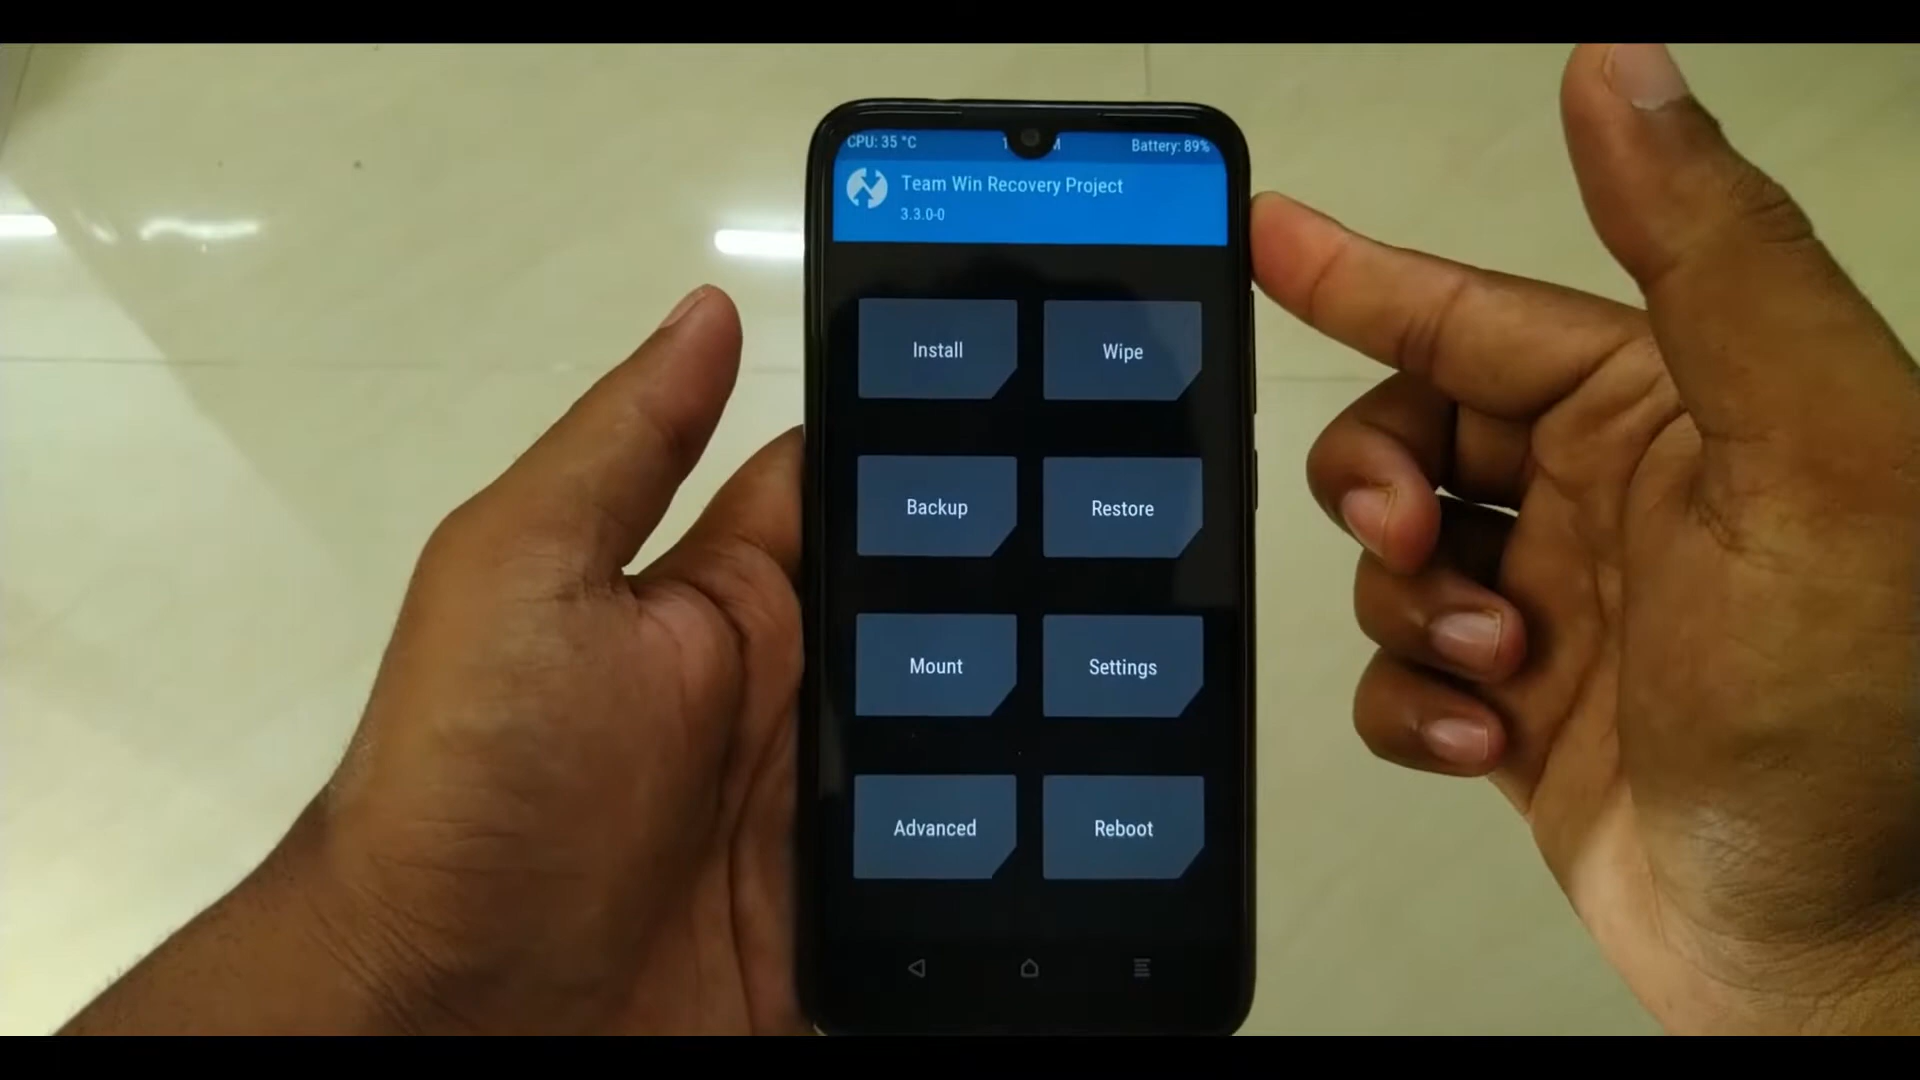 CPU: 35 °C
Battery: 89%
Team Win Recovery Project
3.3.0-0
Install
Wipe
Backup
Restore
Mount
Settings
Advanced
Reboot